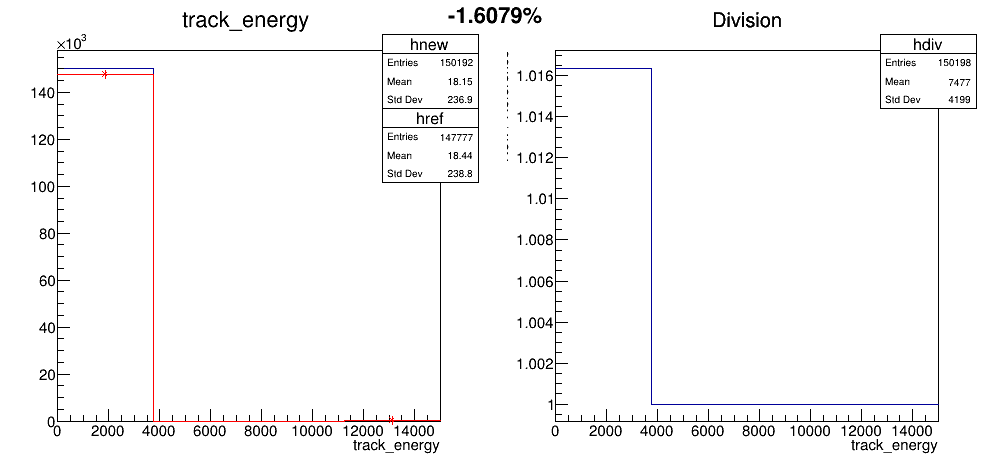 track_energy
-1.6079%
Division
×10³
hnew
Entries 150192
Mean 18.15
Std Dev 236.9
href
Entries 147777
Mean 18.44
Std Dev 238.8
140
120
100
80
60
40
20
0
0 2000 4000 6000 8000 10000 12000 14000
track_energy
hdiv
Entries 150198
Mean 7477
Std Dev 4199
1.016
1.014
1.012
1.01
1.008
1.006
1.004
1.002
1
0 2000 4000 6000 8000 10000 12000 14000
track_energy